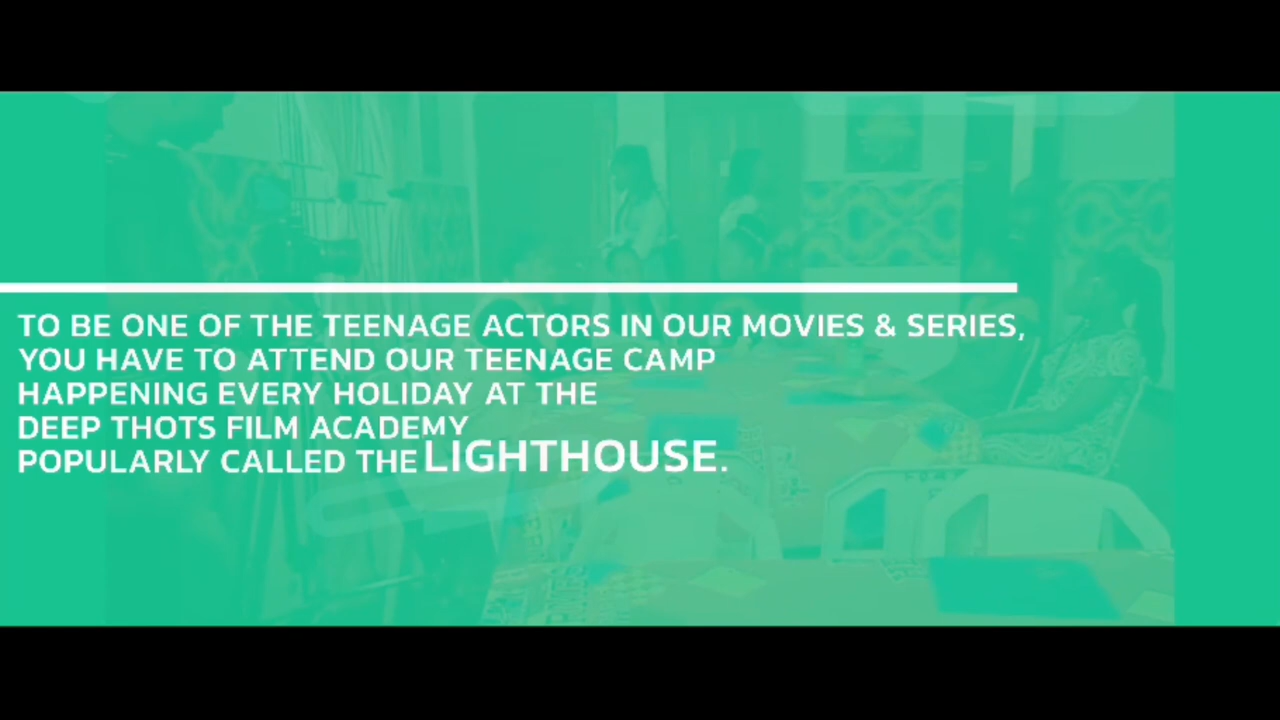 TO BE ONE OF THE TEENAGE ACTORS IN OUR MOVIES & SERIES,
YOU HAVE TO ATTEND OUR TEENAGE CAMP
HAPPENING EVERY HOLIDAY AT THE
DEEP THOTS FILM ACADEMY
POPULARLY CALLED THE LIGHTHOUSE.